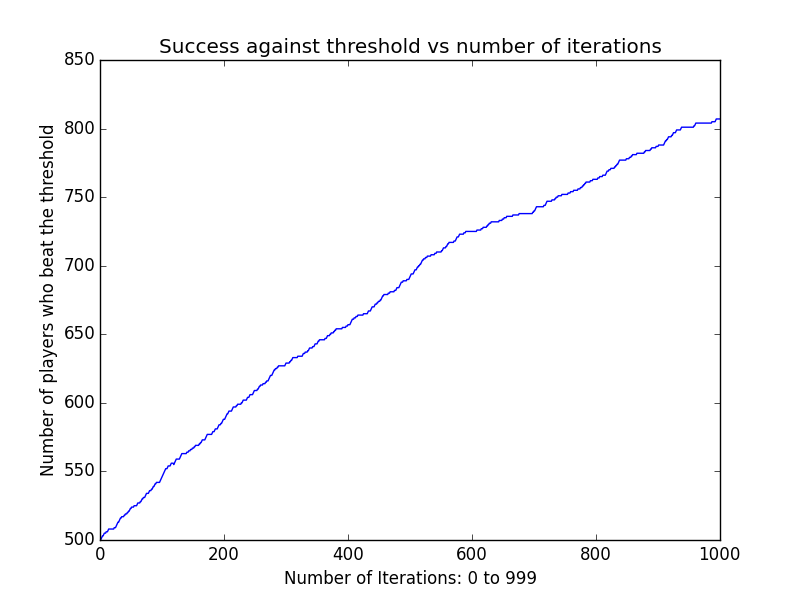 Success against threshold vs number of iterations
850
800
750
700
650
600
550
500
Number of players who beat the threshold
0 200 400 600 800 1000
Number of Iterations: 0 to 999